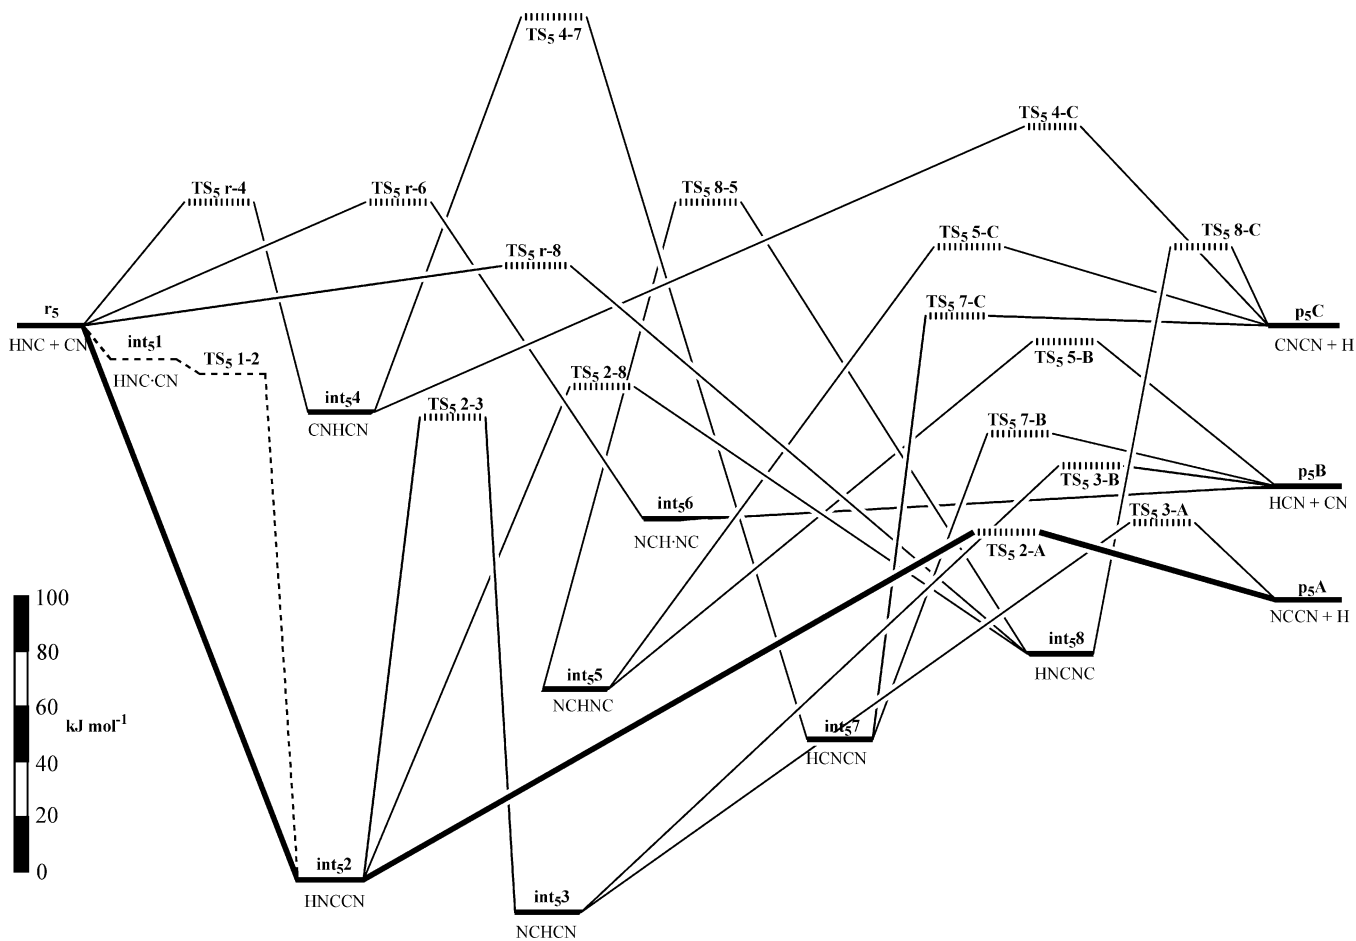 TS5 4-7
TS5 4-C
TS5 r-4
TS5 r-6
TS5 8-5
TS5 5-C
TS5 8-C
TS5 r-8
r5
HNC + CN
TS5 7-C
p5C
CNCN + H
int51
HNC·CN
TS5 1-2
TS5 5-B
TS5 2-8
int54
CNHCN
TS5 2-3
TS5 7-B
TS5 3-B
p5B
HCN + CN
int56
NCH·NC
TS5 3-A
TS5 2-A
p5A
NCCN + H
int58
HNCNC
int55
NCHNC
int57
HCNCN
100
80
60
kJ mol-1
40
20
0
int52
HNCCN
int53
NCHCN